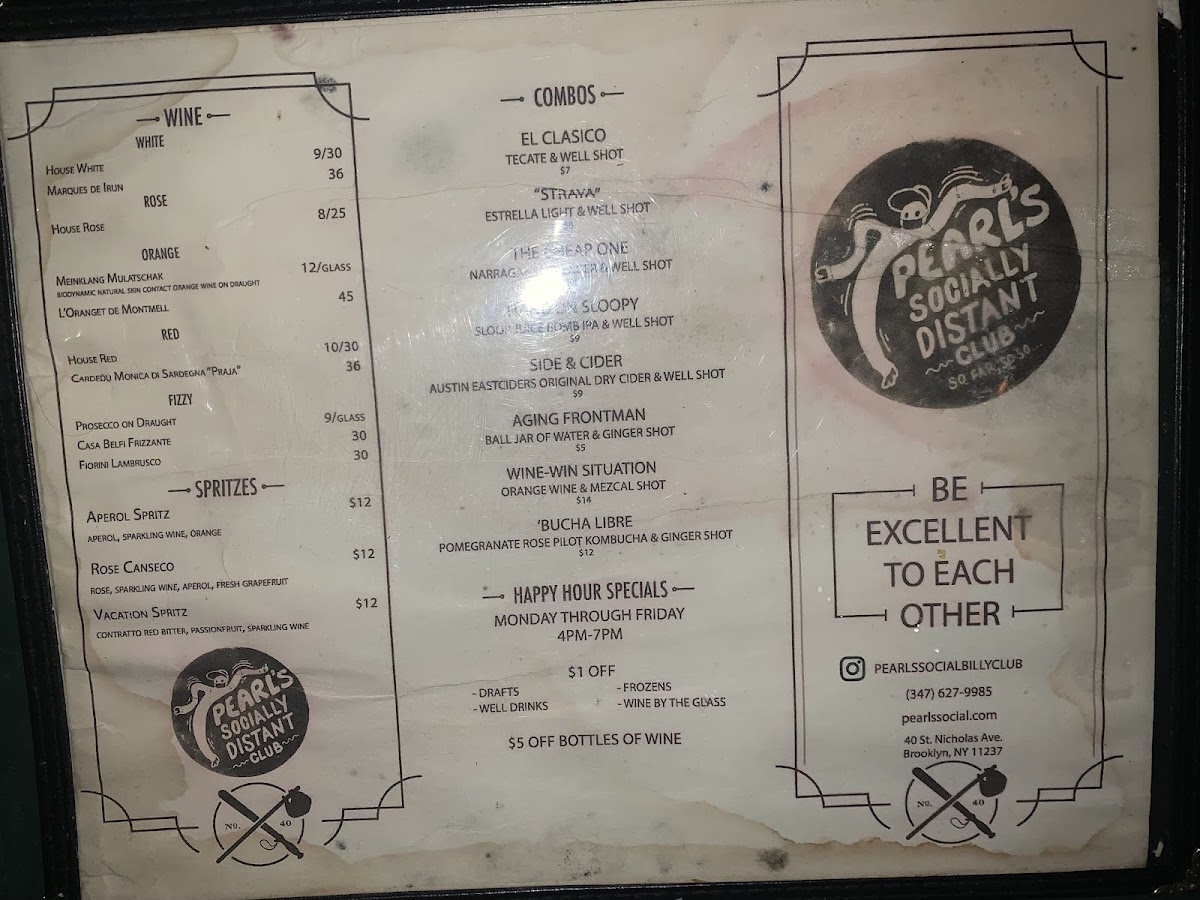 WINE
WHITE
HOUSE WHITE 9/30
MARQUES DE IRUN 36
ROSE
HOUSE ROSE 8/25
ORANGE
MEINKLANG MULATSCHAK 12/GLASS
BIODYNAMIC NATURAL SKIN CONTACT ORANGE WINE ON DRAUGHT
L'ORANGET DE MONTMELL 45
RED
HOUSE RED 10/30
CARDEDU MONICA DI SARDEGNA "PRAJA" 36
FIZZY
PROSECCO ON DRAUGHT 9/GLASS
CASA BELFI FRIZZANTE 30
FIORINI LAMBRUSCO 30
SPRITZES
APEROL SPRITZ $12
APEROL, SPARKLING WINE, ORANGE
ROSE CANSECO $12
ROSE, SPARKLING WINE, APEROL, FRESH GRAPEFRUIT
VACATION SPRITZ $12
CONTRATTO RED BITTER, PASSIONFRUIT, SPARKLING WINE
PEARL'S
SOCIALLY
DISTANT
CLUB
No. 40
COMBOS
EL CLASICO
TECATE & WELL SHOT
$7
"STRAYA"
ESTRELLA LIGHT & WELL SHOT
THE CHEAP ONE
& WELL SHOT
SLOOPY
SLOOP JUICE BOMB IPA & WELL SHOT
$9
SIDE & CIDER
AUSTIN EASTCIDERS ORIGINAL DRY CIDER & WELL SHOT
$9
AGING FRONTMAN
BALL JAR OF WATER & GINGER SHOT
$5
WINE-WIN SITUATION
ORANGE WINE & MEZCAL SHOT
$14
'BUCHA LIBRE
POMEGRANATE ROSE PILOT KOMBUCHA & GINGER SHOT
$12
HAPPY HOUR SPECIALS
MONDAY THROUGH FRIDAY
4PM-7PM
$1 OFF
- DRAFTS - FROZENS
- WELL DRINKS - WINE BY THE GLASS
$5 OFF BOTTLES OF WINE
PEARL'S
SOCIALLY
DISTANT
CLUB
SO FAR, SO SO...
BE
EXCELLENT
TO EACH
OTHER
PEARLSSOCIALBILLYCLUB
(347) 627-9985
pearlssocial.com
40 St. Nicholas Ave.
Brooklyn, NY 11237
No. 40